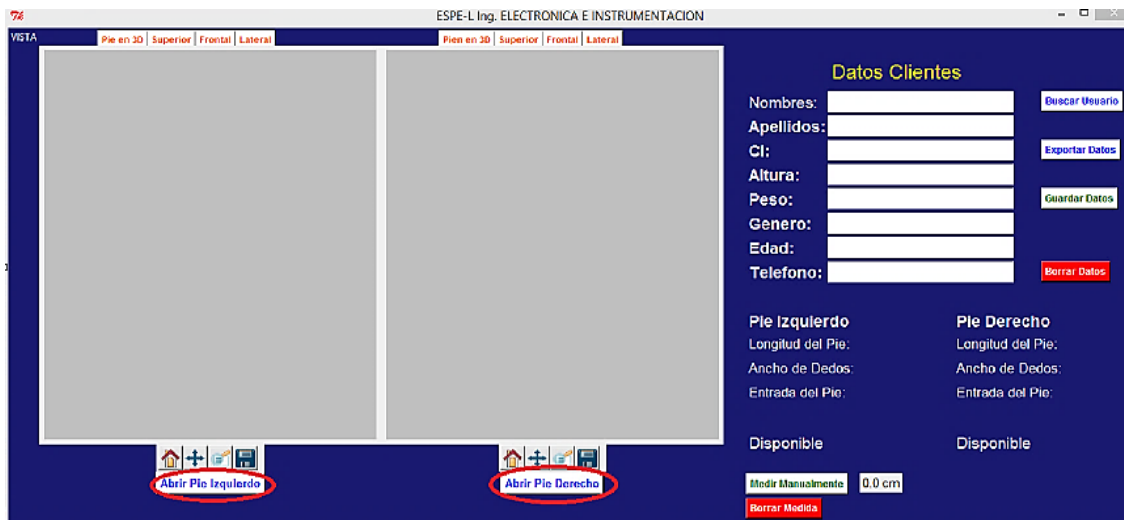 ESPE-L Ing. ELECTRONICA E INSTRUMENTACION
VISTA
Pie en 3D Superior Frontal Lateral
Pien en 3D Superior Frontal Lateral
Datos Clientes
Nombres:
Buscar Usuario
Apellidos:
CI:
Exportar Datos
Altura:
Peso:
Guardar Datos
Genero:
Edad:
Telefono:
Borrar Datos
Pie Izquierdo
Pie Derecho
Longitud del Pie:
Longitud del Pie:
Ancho de Dedos:
Ancho de Dedos:
Entrada del Pie:
Entrada del Pie:
Disponible
Disponible
Abrir Pie Izquierdo
Abrir Pie Derecho
Medir Manualmente
0.0 cm
Borrar Medida